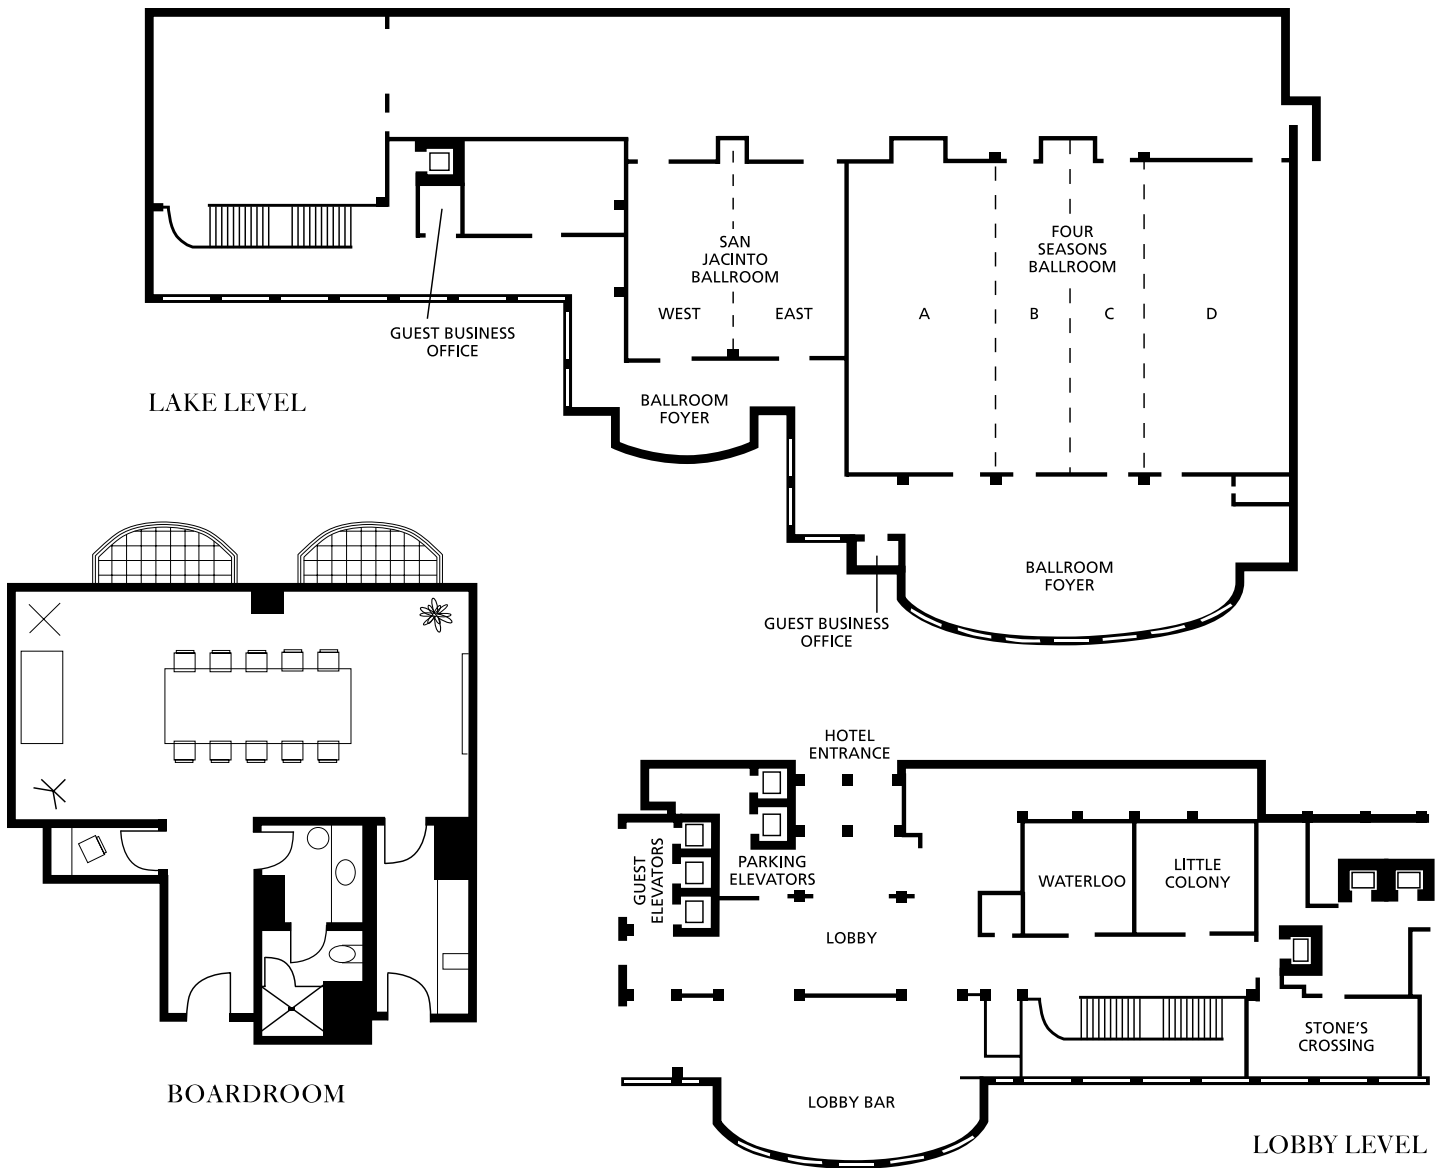 SAN
JACINTO
BALLROOM
WEST
EAST
FOUR
SEASONS
BALLROOM
A
B
C
D
GUEST BUSINESS
OFFICE
LAKE LEVEL
BALLROOM
FOYER
BALLROOM
FOYER
GUEST BUSINESS
OFFICE
BOARDROOM
HOTEL
ENTRANCE
GUEST
ELEVATORS
PARKING
ELEVATORS
WATERLOO
LITTLE
COLONY
LOBBY
STONE'S
CROSSING
LOBBY BAR
LOBBY LEVEL